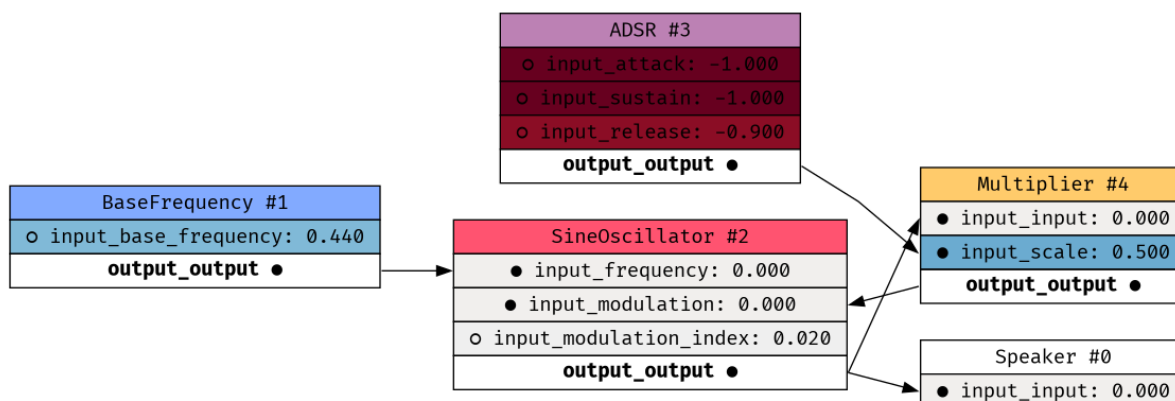 ADSR #3
input_attack: -1.000
input_sustain: -1.000
input_release: -0.900
output_output
BaseFrequency #1
input_base_frequency: 0.440
output_output
SineOscillator #2
input_frequency: 0.000
input_modulation: 0.000
input_modulation_index: 0.020
output_output
Multiplier #4
input_input: 0.000
input_scale: 0.500
output_output
Speaker #0
input_input: 0.000